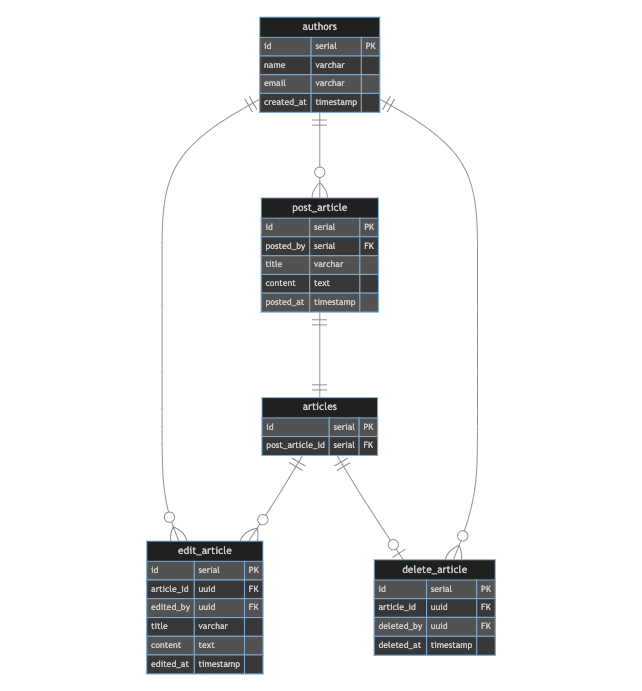 authors
id serial PK
name varchar
email varchar
created_at timestamp
post_article
id serial PK
posted_by serial FK
title varchar
content text
posted_at timestamp
articles
id serial PK
post_article_id serial FK
edit_article
id serial PK
article_id uuid FK
edited_by uuid FK
title varchar
content text
edited_at timestamp
delete_article
id serial PK
article_id uuid FK
deleted_by uuid FK
deleted_at timestamp